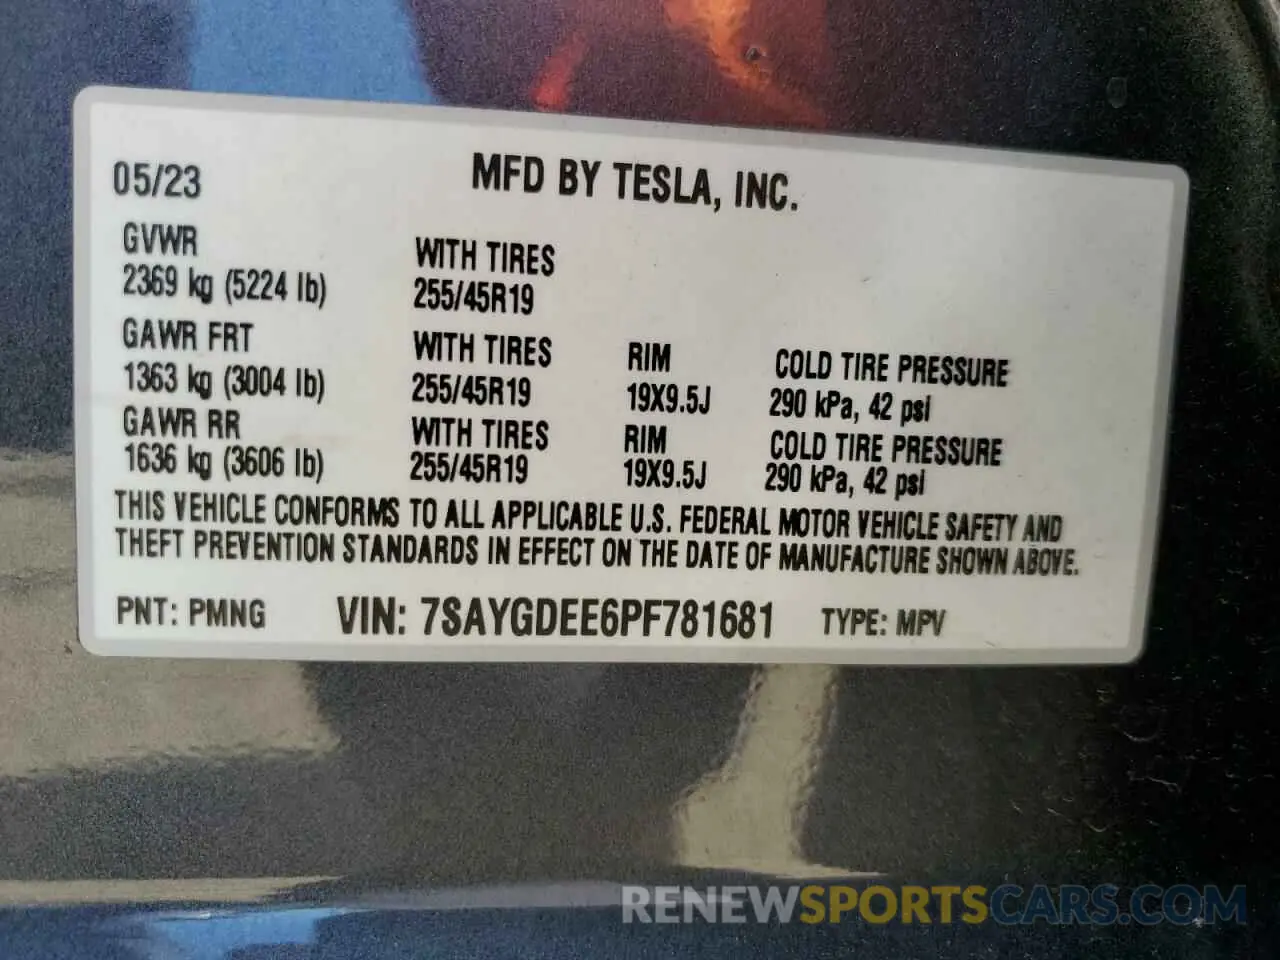 05/23 MFD BY TESLA, INC.
GVWR WITH TIRES
2369 kg (5224 lb) 255/45R19
GAWR FRT WITH TIRES RIM COLD TIRE PRESSURE
1363 kg (3004 lb) 255/45R19 19X9.5J 290 kPa, 42 psi
GAWR RR WITH TIRES RIM COLD TIRE PRESSURE
1636 kg (3606 lb) 255/45R19 19X9.5J 290 kPa, 42 psi
THIS VEHICLE CONFORMS TO ALL APPLICABLE U.S. FEDERAL MOTOR VEHICLE SAFETY AND
THEFT PREVENTION STANDARDS IN EFFECT ON THE DATE OF MANUFACTURE SHOWN ABOVE.
PNT: PMNG VIN: 7SAYGDEE6PF781681 TYPE: MPV
RENEWSPORTSCARS.COM